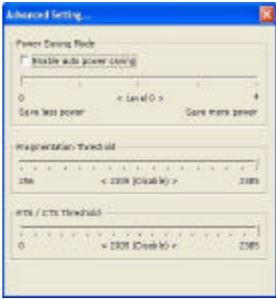 Advanced Setting...
Power Saving Mode
Enable auto power saving
0 < Level 0 > 4
Save less power Save more power
Fragmentation Threshold
256 < 2305 (Disable) > 2305
RTS / CTS Threshold
0 < 2305 (Disable) > 2305